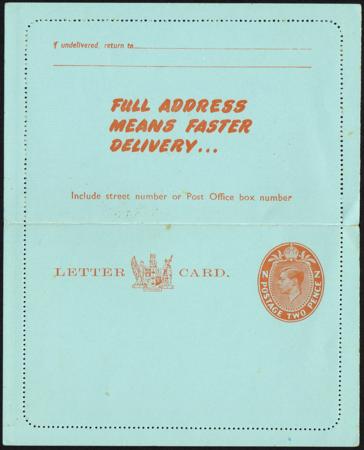 If undelivered, return to
FULL ADDRESS
MEANS FASTER
DELIVERY...
Include street number or Post Office box number
LETTER CARD.
N Z
POSTAGE TWO PENCE